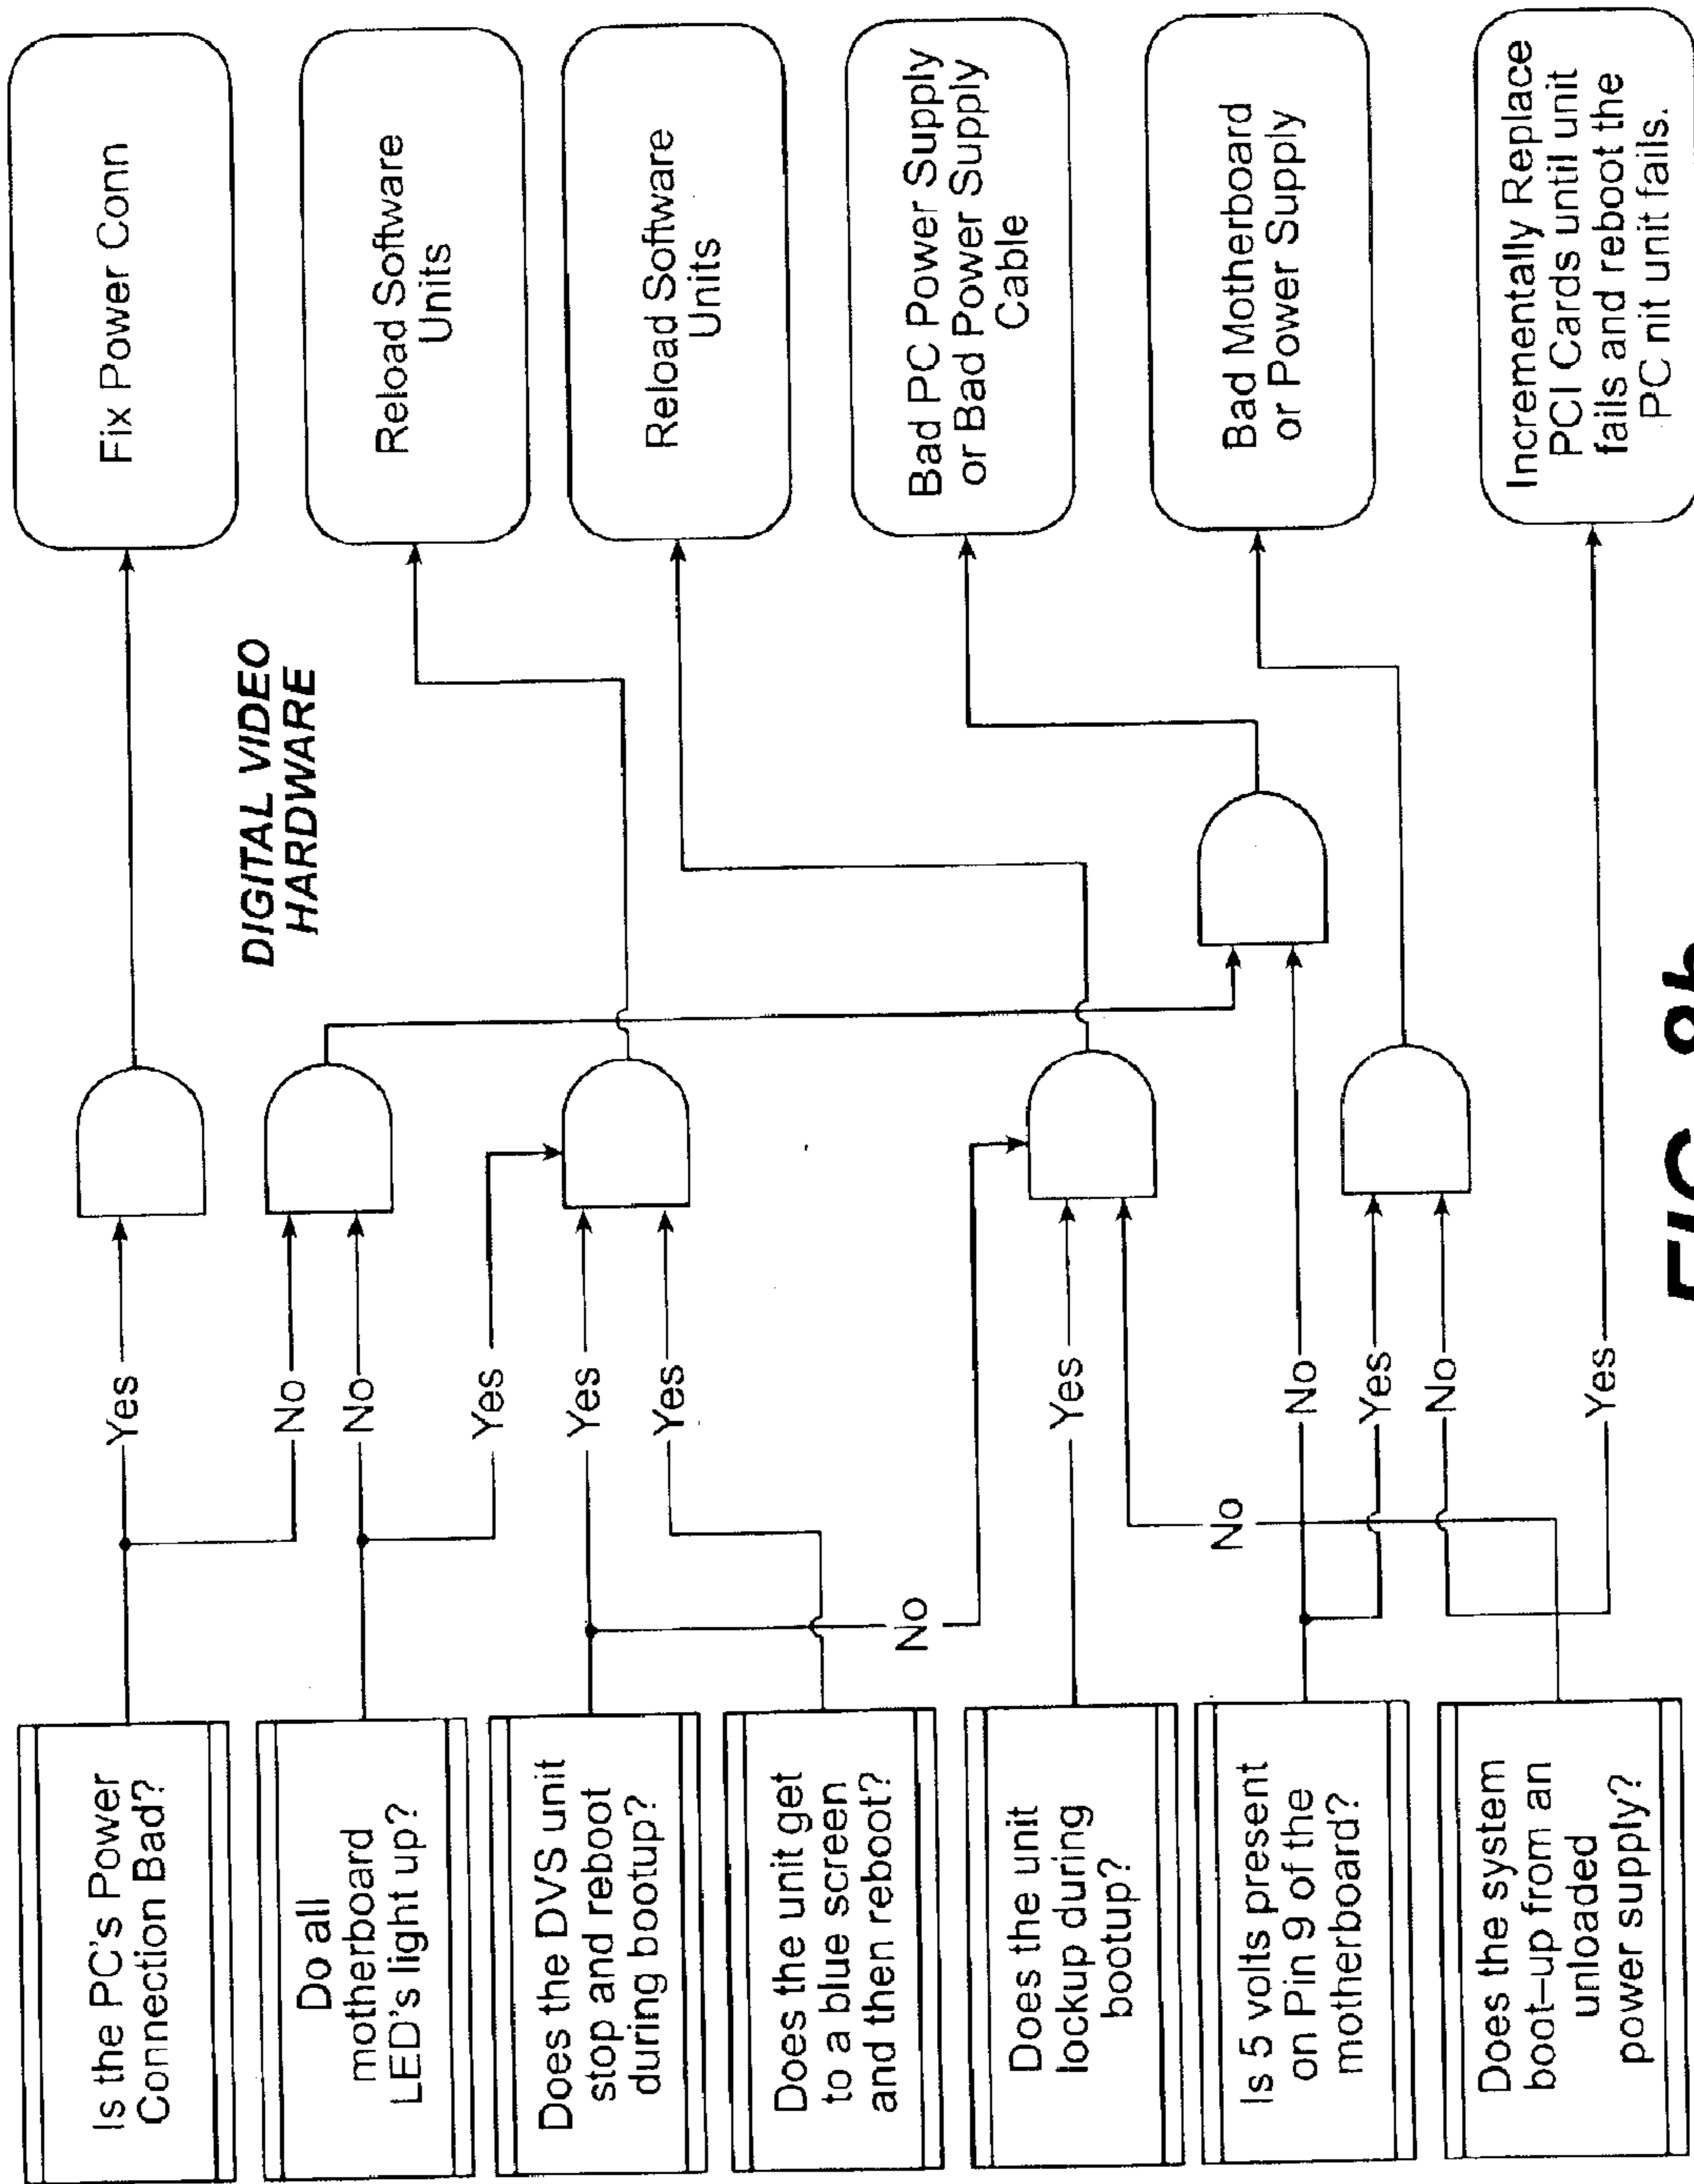 Is the PC's Power
Connection Bad?
Do all
motherboard
LED's light up?
Does the DVS unit
stop and reboot
during bootup?
Does the unit get
to a blue screen
and then reboot?
Does the unit
lockup during
bootup?
Is 5 volts present
on Pin 9 of the
motherboard?
Does the system
boot-up from an
unloaded
power supply?
Yes
No
No
Yes
Yes
Yes
No
Yes
No
No
Yes
No
Yes
DIGITAL VIDEO
HARDWARE
Fix Power Conn
Reload Software
Units
Reload Software
Units
Bad PC Power Supply
or Bad Power Supply
Cable
Bad Motherboard
or Power Supply
Incrementally Replace
PCI Cards until unit
fails and reboot the
PC nit unit fails.